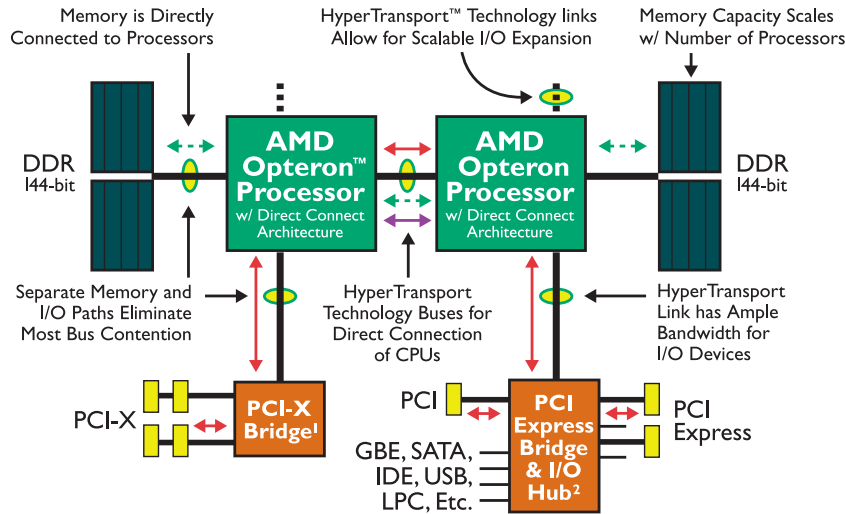 Memory is Directly
Connected to Processors
HyperTransport™ Technology links
Allow for Scalable I/O Expansion
Memory Capacity Scales
w/ Number of Processors
DDR
144-bit
AMD
Opteron™
Processor
w/ Direct Connect
Architecture
AMD
Opteron
Processor
w/ Direct Connect
Architecture
DDR
144-bit
Separate Memory and
I/O Paths Eliminate
Most Bus Contention
HyperTransport
Technology Buses for
Direct Connection
of CPUs
HyperTransport
Link has Ample
Bandwidth for
I/O Devices
PCI-X
PCI-X
Bridge¹
PCI
PCI
Express
Bridge
& I/O
Hub²
PCI
Express
GBE, SATA,
IDE, USB,
LPC, Etc.